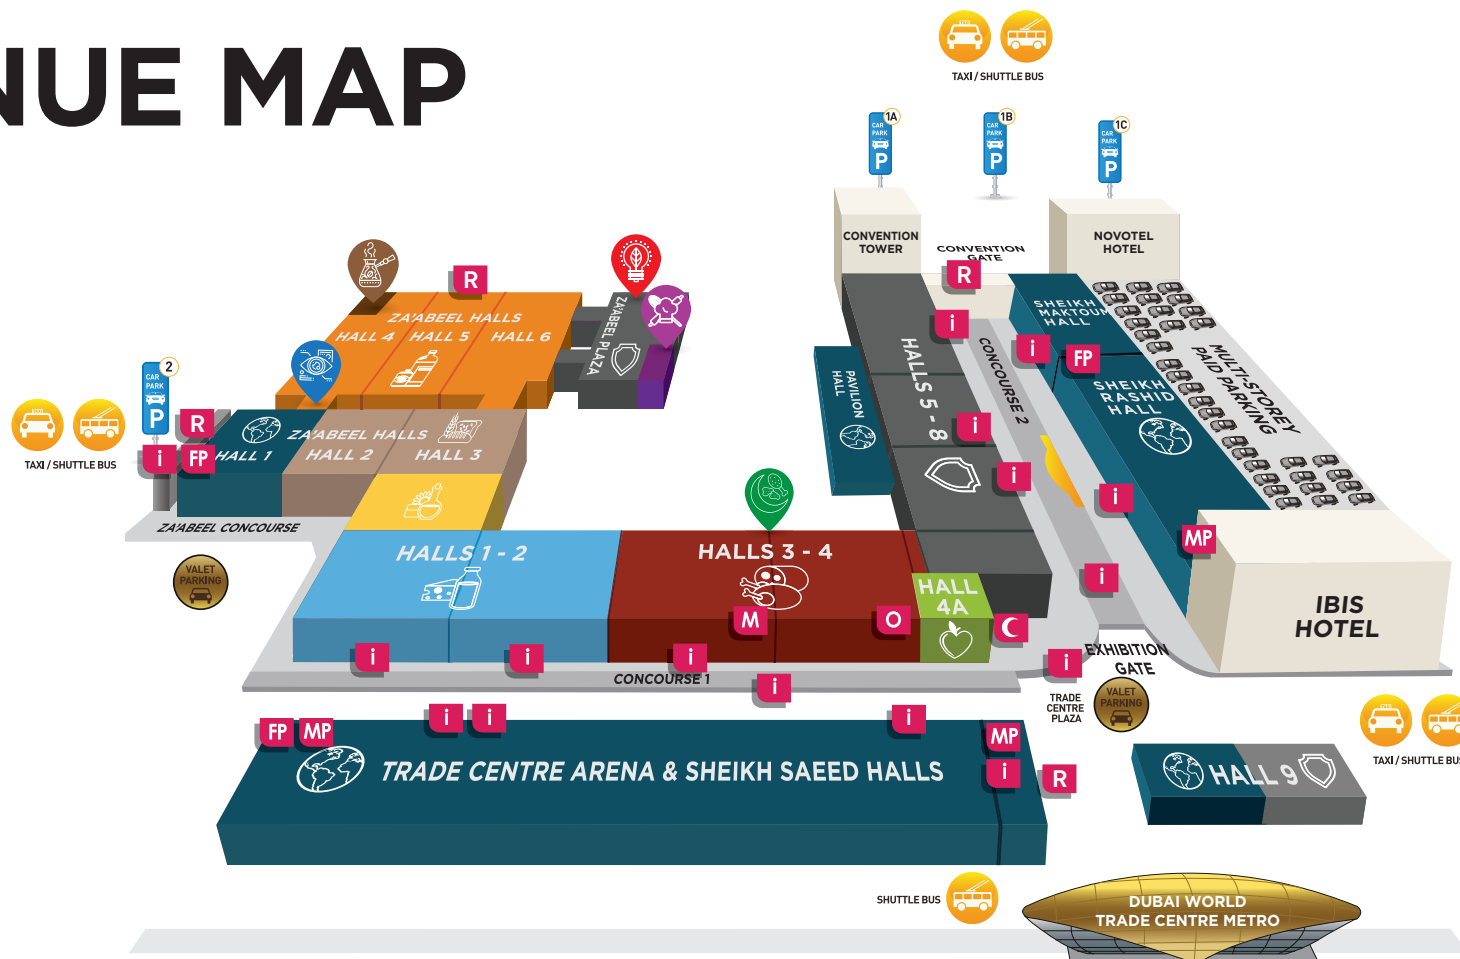 NUE MAP
TAXI / SHUTTLE BUS
1A
CAR
PARK
P
1B
CAR
PARK
P
1C
CAR
PARK
P
CONVENTION
TOWER
CONVENTION
GATE
NOVOTEL
HOTEL
R
R
ZA'ABEEL HALLS
HALL 4
HALL 5
HALL 6
ZA'ABEEL PLAZA
i
i
FP
SHEIKH
MAKTOUM
HALL
SHEIKH
RASHID
HALL
MULTI-STOREY
PAID PARKING
CONCOURSE 2
HALLS 5 - 8
PAVILION
HALL
i
i
i
i
MP
2
CAR
PARK
P
TAXI / SHUTTLE BUS
R
i
FP
ZA'ABEEL HALLS
HALL 1
HALL 2
HALL 3
ZA'ABEEL CONCOURSE
VALET
PARKING
HALLS 1 - 2
HALLS 3 - 4
HALL
4A
M
O
i
i
i
i
CONCOURSE 1
IBIS
HOTEL
i
EXHIBITION
GATE
TRADE
CENTRE
PLAZA
VALET
PARKING
TAXI / SHUTTLE BUS
FP
MP
i
i
i
MP
i
R
TRADE CENTRE ARENA & SHEIKH SAEED HALLS
HALL 9
SHUTTLE BUS
DUBAI WORLD
TRADE CENTRE METRO